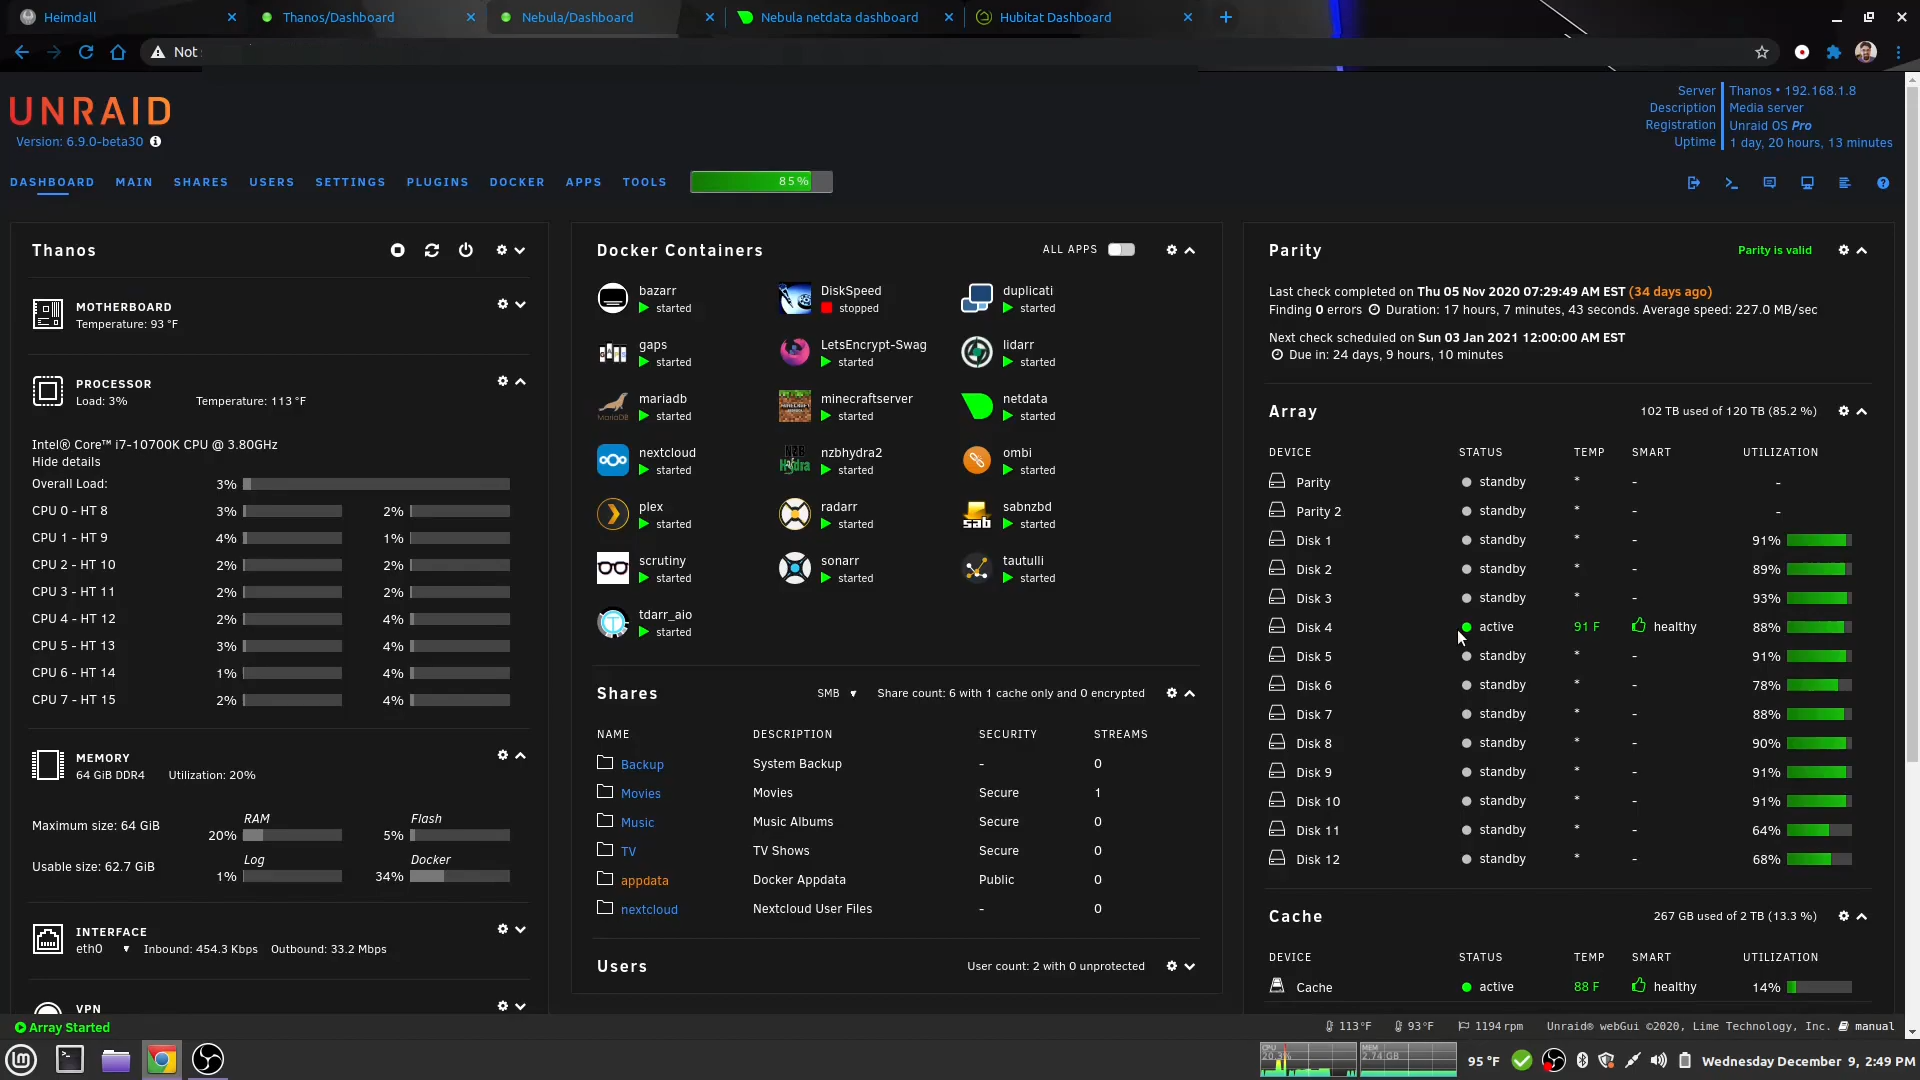 Heimdall
Thanos/Dashboard
Nebula/Dashboard
Nebula netdata dashboard
Hubitat Dashboard
Not
UNRAID
Version: 6.9.0-beta30
Server Thanos • 192.168.1.8
Description Media server
Registration Unraid OS Pro
Uptime 1 day, 20 hours, 13 minutes
DASHBOARD MAIN SHARES USERS SETTINGS PLUGINS DOCKER APPS TOOLS 85%
Thanos
MOTHERBOARD
Temperature: 93 °F
PROCESSOR
Load: 3% Temperature: 113 °F
Intel® Core™ i7-10700K CPU @ 3.80GHz
Hide details
Overall Load: 3%
CPU 0 - HT 8 3% 2%
CPU 1 - HT 9 4% 1%
CPU 2 - HT 10 2% 2%
CPU 3 - HT 11 2% 2%
CPU 4 - HT 12 2% 4%
CPU 5 - HT 13 3% 4%
CPU 6 - HT 14 1% 4%
CPU 7 - HT 15 2% 4%
MEMORY
64 GiB DDR4 Utilization: 20%
RAM Flash
Maximum size: 64 GiB 20% 5%
Log Docker
Usable size: 62.7 GiB 1% 34%
INTERFACE
eth0 Inbound: 454.3 Kbps Outbound: 33.2 Mbps
VPN
Docker Containers ALL APPS
bazarr DiskSpeed duplicati
started stopped started
gaps LetsEncrypt-Swag lidarr
started started started
mariadb minecraftserver netdata
MariaDB MINECRAFT
started started started
nextcloud nzbhydra2 ombi
NZB Hydra
started started started
plex radarr sabnzbd
sab
started started started
scrutiny sonarr tautulli
started started started
tdarr_aio
started
Shares SMB Share count: 6 with 1 cache only and 0 encrypted
NAME DESCRIPTION SECURITY STREAMS
Backup System Backup - 0
Movies Movies Secure 1
Music Music Albums Secure 0
TV TV Shows Secure 0
appdata Docker Appdata Public 0
nextcloud Nextcloud User Files - 0
Users User count: 2 with 0 unprotected
Parity Parity is valid
Last check completed on Thu 05 Nov 2020 07:29:49 AM EST (34 days ago)
Finding 0 errors Duration: 17 hours, 7 minutes, 43 seconds. Average speed: 227.0 MB/sec
Next check scheduled on Sun 03 Jan 2021 12:00:00 AM EST
Due in: 24 days, 9 hours, 10 minutes
Array 102 TB used of 120 TB (85.2 %)
DEVICE STATUS TEMP SMART UTILIZATION
Parity standby * - -
Parity 2 standby * - -
Disk 1 standby * - 91%
Disk 2 standby * - 89%
Disk 3 standby * - 93%
Disk 4 active 91 F healthy 88%
Disk 5 standby * - 91%
Disk 6 standby * - 78%
Disk 7 standby * - 88%
Disk 8 standby * - 90%
Disk 9 standby * - 91%
Disk 10 standby * - 91%
Disk 11 standby * - 64%
Disk 12 standby * - 68%
Cache 267 GB used of 2 TB (13.3 %)
DEVICE STATUS TEMP SMART UTILIZATION
Cache active 88 F healthy 14%
Array Started
113°F 93°F 1194 rpm Unraid® webGui ©2020, Lime Technology, Inc. manual
CPU MEM
20.3% 2.74 GB
95 °F
Wednesday December 9, 2:49 PM